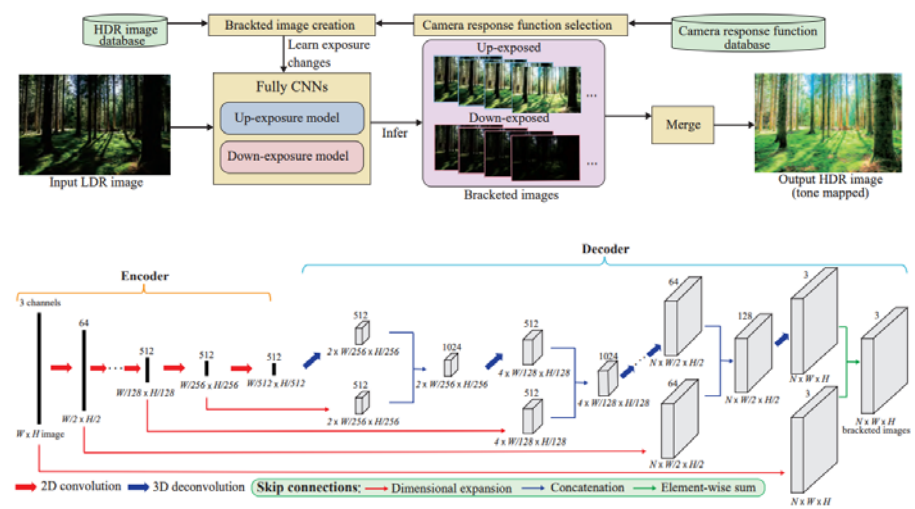 HDR image
database
Brackted image creation
Camera response function selection
Camera response function
database
Learn exposure
changes
Up-exposed
Fully CNNs
Up-exposure model
Down-exposure model
Infer
...
Down-exposed
...
Merge
Input LDR image
Bracketed images
Output HDR image
(tone mapped)
Encoder
Decoder
3 channels
64
512
512
512
512
1024
512
1024
64
128
3
3
W x H image
W/2 x H/2
W/128 x H/128
W/256 x H/256
W/512 x H/512
2 x W/256 x H/256
2 x W/256 x H/256
4 x W/128 x H/128
4 x W/128 x H/128
N x W/2 x H/2
N x W/2 x H/2
N x W x H
N x W x H
bracketed images
512
2 x W/256 x H/256
512
4 x W/128 x H/128
64
N x W/2 x H/2
3
N x W x H
2D convolution
3D deconvolution
Skip connections:
Dimensional expansion
Concatenation
Element-wise sum